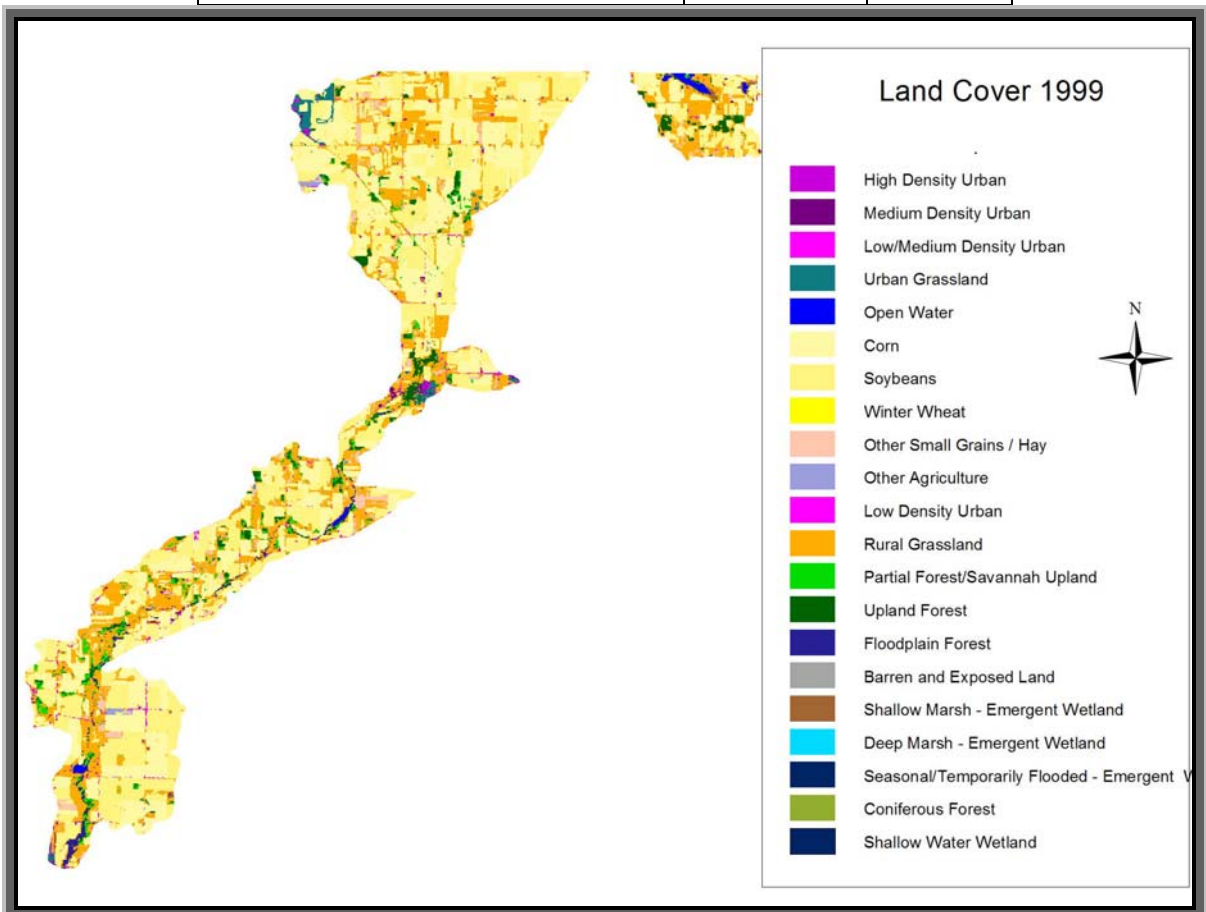 Land Cover 1999
High Density Urban
Medium Density Urban
Low/Medium Density Urban
Urban Grassland
Open Water
Corn
N
Soybeans
Winter Wheat
Other Small Grains / Hay
Other Agriculture
Low Density Urban
Rural Grassland
Partial Forest/Savannah Upland
Upland Forest
Floodplain Forest
Barren and Exposed Land
Shallow Marsh - Emergent Wetland
Deep Marsh - Emergent Wetland
Seasonal/Temporarily Flooded - Emergent
Coniferous Forest
Shallow Water Wetland